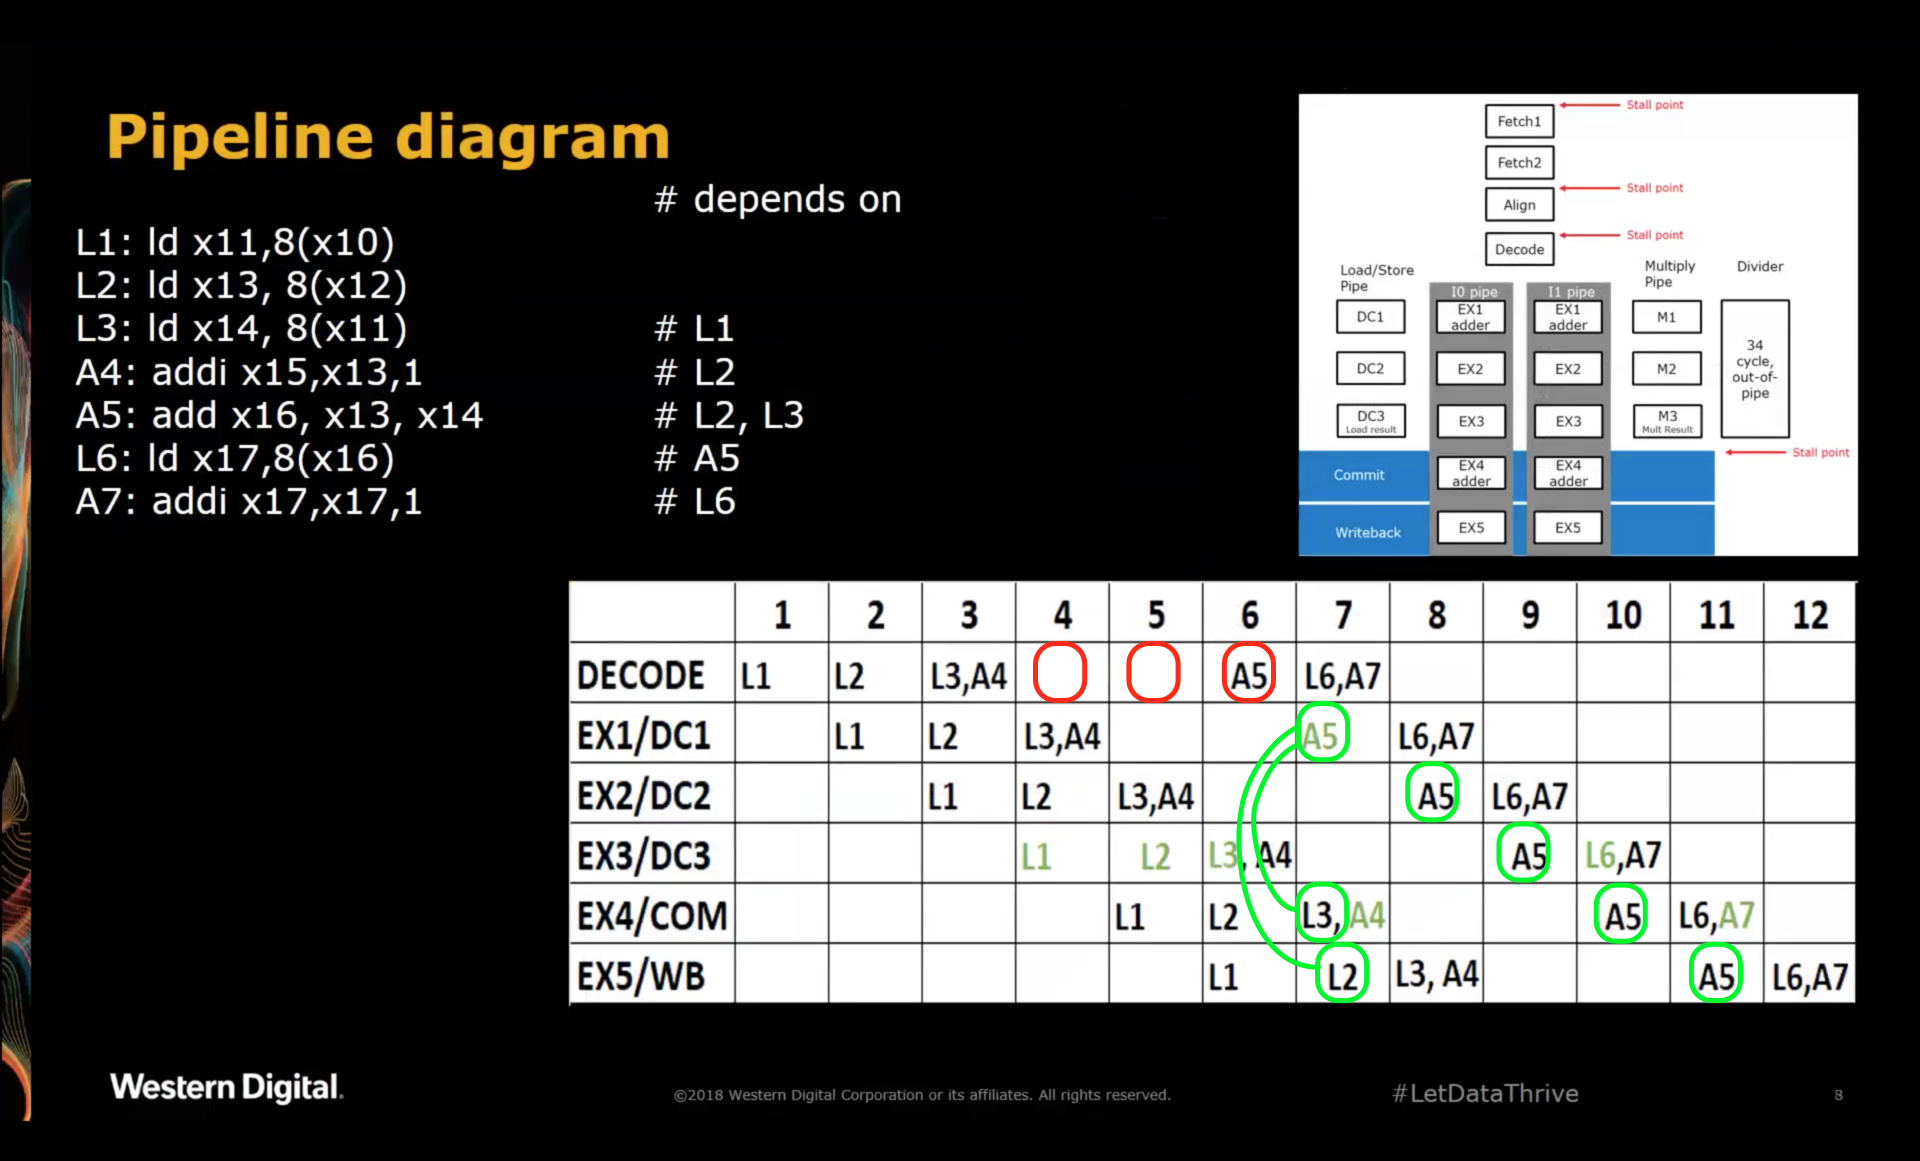 Pipeline diagram
# depends on
L1: ld x11,8(x10)
L2: ld x13, 8(x12)
L3: ld x14, 8(x11) # L1
A4: addi x15,x13,1 # L2
A5: add x16, x13, x14 # L2, L3
L6: ld x17,8(x16) # A5
A7: addi x17,x17,1 # L6
Fetch1 Stall point
Fetch2
Align Stall point
Decode Stall point
Load/Store Pipe
I0 pipe
I1 pipe
Multiply Pipe
Divider
DC1 EX1 adder EX1 adder M1
DC2 EX2 EX2 M2
34 cycle, out-of-pipe
DC3 Load result EX3 EX3 M3 Mult Result
Stall point
Commit EX4 adder EX4 adder
Writeback EX5 EX5
1 2 3 4 5 6 7 8 9 10 11 12
DECODE L1 L2 L3,A4 A5 L6,A7
EX1/DC1 L1 L2 L3,A4 A5 L6,A7
EX2/DC2 L1 L2 L3,A4 A5 L6,A7
EX3/DC3 L1 L2 L3, A4 A5 L6,A7
EX4/COM L1 L2 L3, A4 A5 L6,A7
EX5/WB L1 L2 L3, A4 A5 L6,A7
Western Digital.
©2018 Western Digital Corporation or its affiliates. All rights reserved.
#LetDataThrive
8